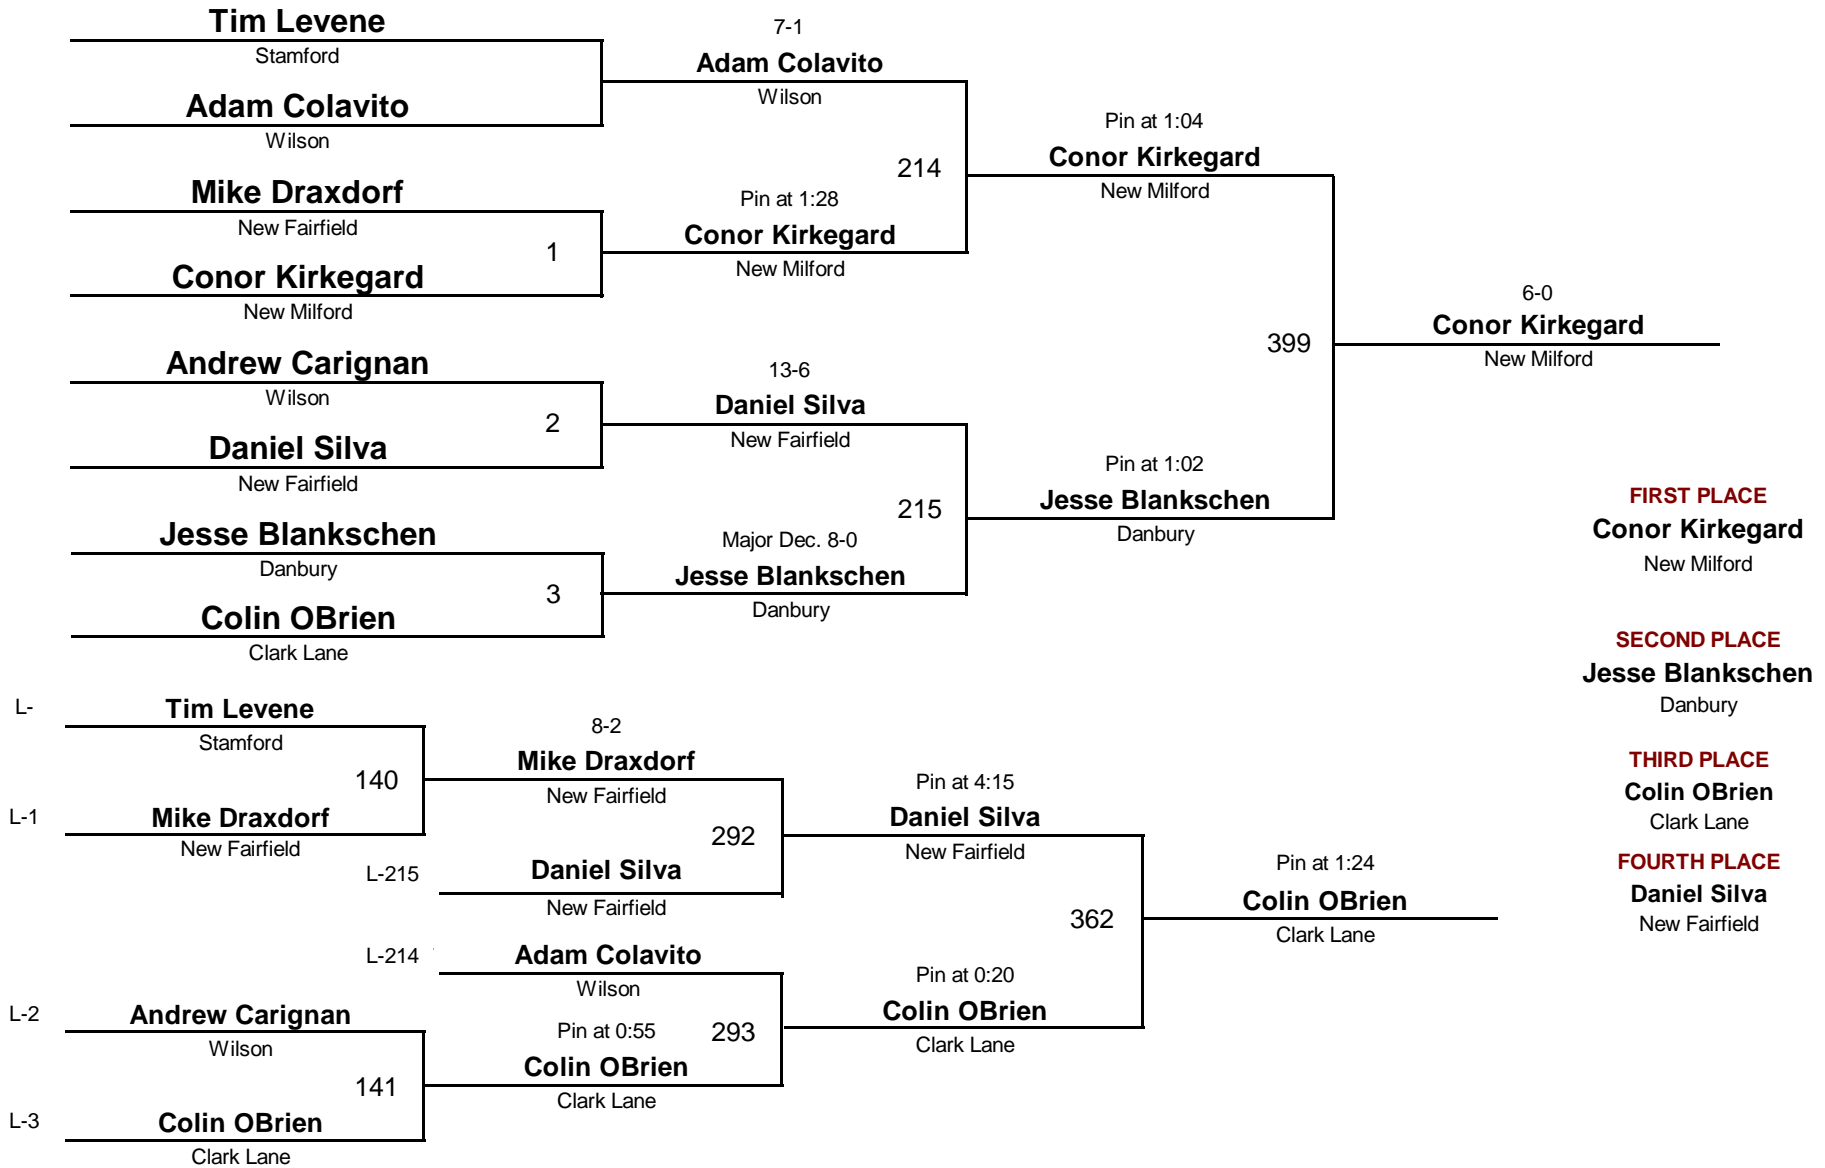 Tim Levene
Stamford
Adam Colavito
Wilson
Mike Draxdorf
New Fairfield
1
Conor Kirkegard
New Milford
Andrew Carignan
Wilson
2
Daniel Silva
New Fairfield
Jesse Blankschen
Danbury
3
Colin OBrien
Clark Lane
7-1
Adam Colavito
Wilson
214
Pin at 1:28
Conor Kirkegard
New Milford
13-6
Daniel Silva
New Fairfield
215
Major Dec. 8-0
Jesse Blankschen
Danbury
Pin at 1:04
Conor Kirkegard
New Milford
399
Pin at 1:02
Jesse Blankschen
Danbury
6-0
Conor Kirkegard
New Milford
L-
Tim Levene
Stamford
140
L-1
Mike Draxdorf
New Fairfield
L-2
Andrew Carignan
Wilson
141
L-3
Colin OBrien
Clark Lane
8-2
Mike Draxdorf
New Fairfield
292
L-215
Daniel Silva
New Fairfield
L-214
Adam Colavito
Wilson
293
Pin at 0:55
Colin OBrien
Clark Lane
Pin at 4:15
Daniel Silva
New Fairfield
362
Pin at 0:20
Colin OBrien
Clark Lane
Pin at 1:24
Colin OBrien
Clark Lane
FIRST PLACE
Conor Kirkegard
New Milford
SECOND PLACE
Jesse Blankschen
Danbury
THIRD PLACE
Colin OBrien
Clark Lane
FOURTH PLACE
Daniel Silva
New Fairfield